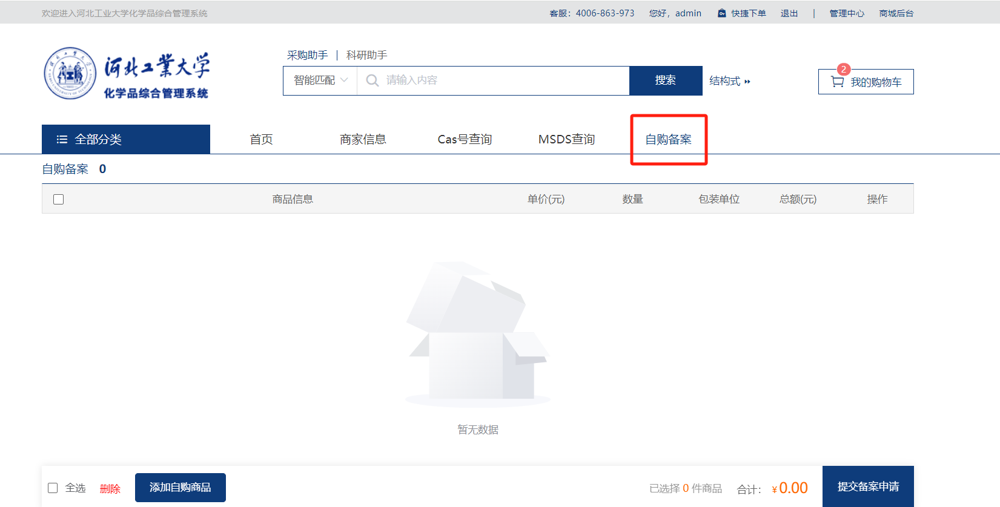 欢迎进入河北工业大学化学品综合管理系统
客服：4006-863-973 您好，admin 快捷下单 退出 | 管理中心 商城后台
河北工業大学
化学品综合管理系统
采购助手 | 科研助手
智能匹配 请输入内容 搜索 结构式
2
我的购物车
全部分类 首页 商家信息 Cas号查询 MSDS查询 自购备案
自购备案 0
商品信息 单价(元) 数量 包装单位 总额(元) 操作
暂无数据
全选 删除 添加自购商品 已选择 0 件商品 合计： ¥0.00 提交备案申请